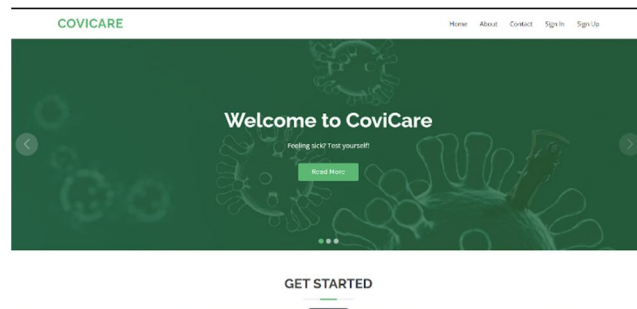 COVICARE
Home About Contact Sign In Sign Up
Welcome to CoviCare
Feeling sick? Test yourself!
Read More
GET STARTED